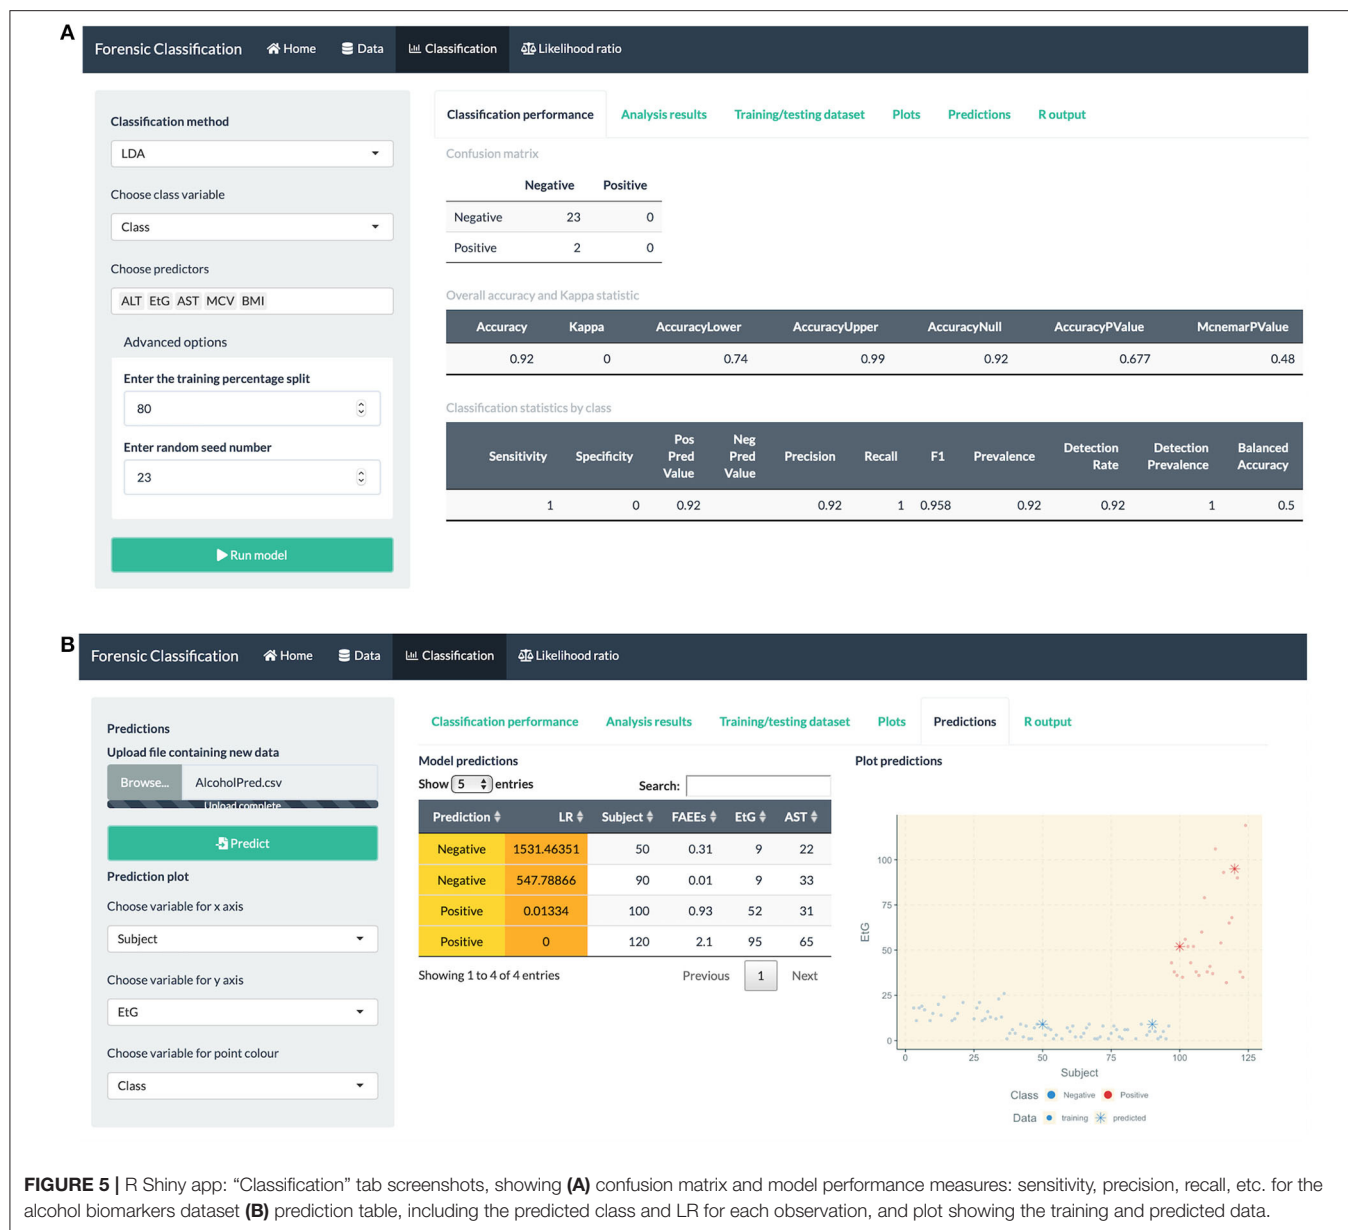 A
Forensic Classification Home Data Classification Likelihood ratio
Classification method
LDA
Choose class variable
Class
Choose predictors
ALT EtG AST MCV BMI
Advanced options
Enter the training percentage split
80
Enter random seed number
23
Run model
Classification performance Analysis results Training/testing dataset Plots Predictions R output
Confusion matrix
Negative Positive
Negative 23 0
Positive 2 0
Overall accuracy and Kappa statistic
Accuracy Kappa AccuracyLower AccuracyUpper AccuracyNull AccuracyPValue McnemarPValue
0.92 0 0.74 0.99 0.92 0.677 0.48
Classification statistics by class
Sensitivity Specificity Pos Pred Value Neg Pred Value Precision Recall F1 Prevalence Detection Rate Detection Prevalence Balanced Accuracy
1 0 0.92 0.92 1 0.958 0.92 0.92 1 0.5
B
Forensic Classification Home Data Classification Likelihood ratio
Predictions
Upload file containing new data
Browse... AlcoholPred.csv
Upload complete
Predict
Prediction plot
Choose variable for x axis
Subject
Choose variable for y axis
EtG
Choose variable for point colour
Class
Classification performance Analysis results Training/testing dataset Plots Predictions R output
Model predictions
Show 5 entries Search:
Prediction LR Subject FAEEs EtG AST
Negative 1531.46351 50 0.31 9 22
Negative 547.78866 90 0.01 9 33
Positive 0.01334 100 0.93 52 31
Positive 0 120 2.1 95 65
Showing 1 to 4 of 4 entries Previous 1 Next
Plot predictions
100
75
50
25
0
EtG
0 25 50 75 100 125
Subject
Class Negative Positive
Data training predicted
FIGURE 5 | R Shiny app: “Classification” tab screenshots, showing (A) confusion matrix and model performance measures: sensitivity, precision, recall, etc. for the
alcohol biomarkers dataset (B) prediction table, including the predicted class and LR for each observation, and plot showing the training and predicted data.